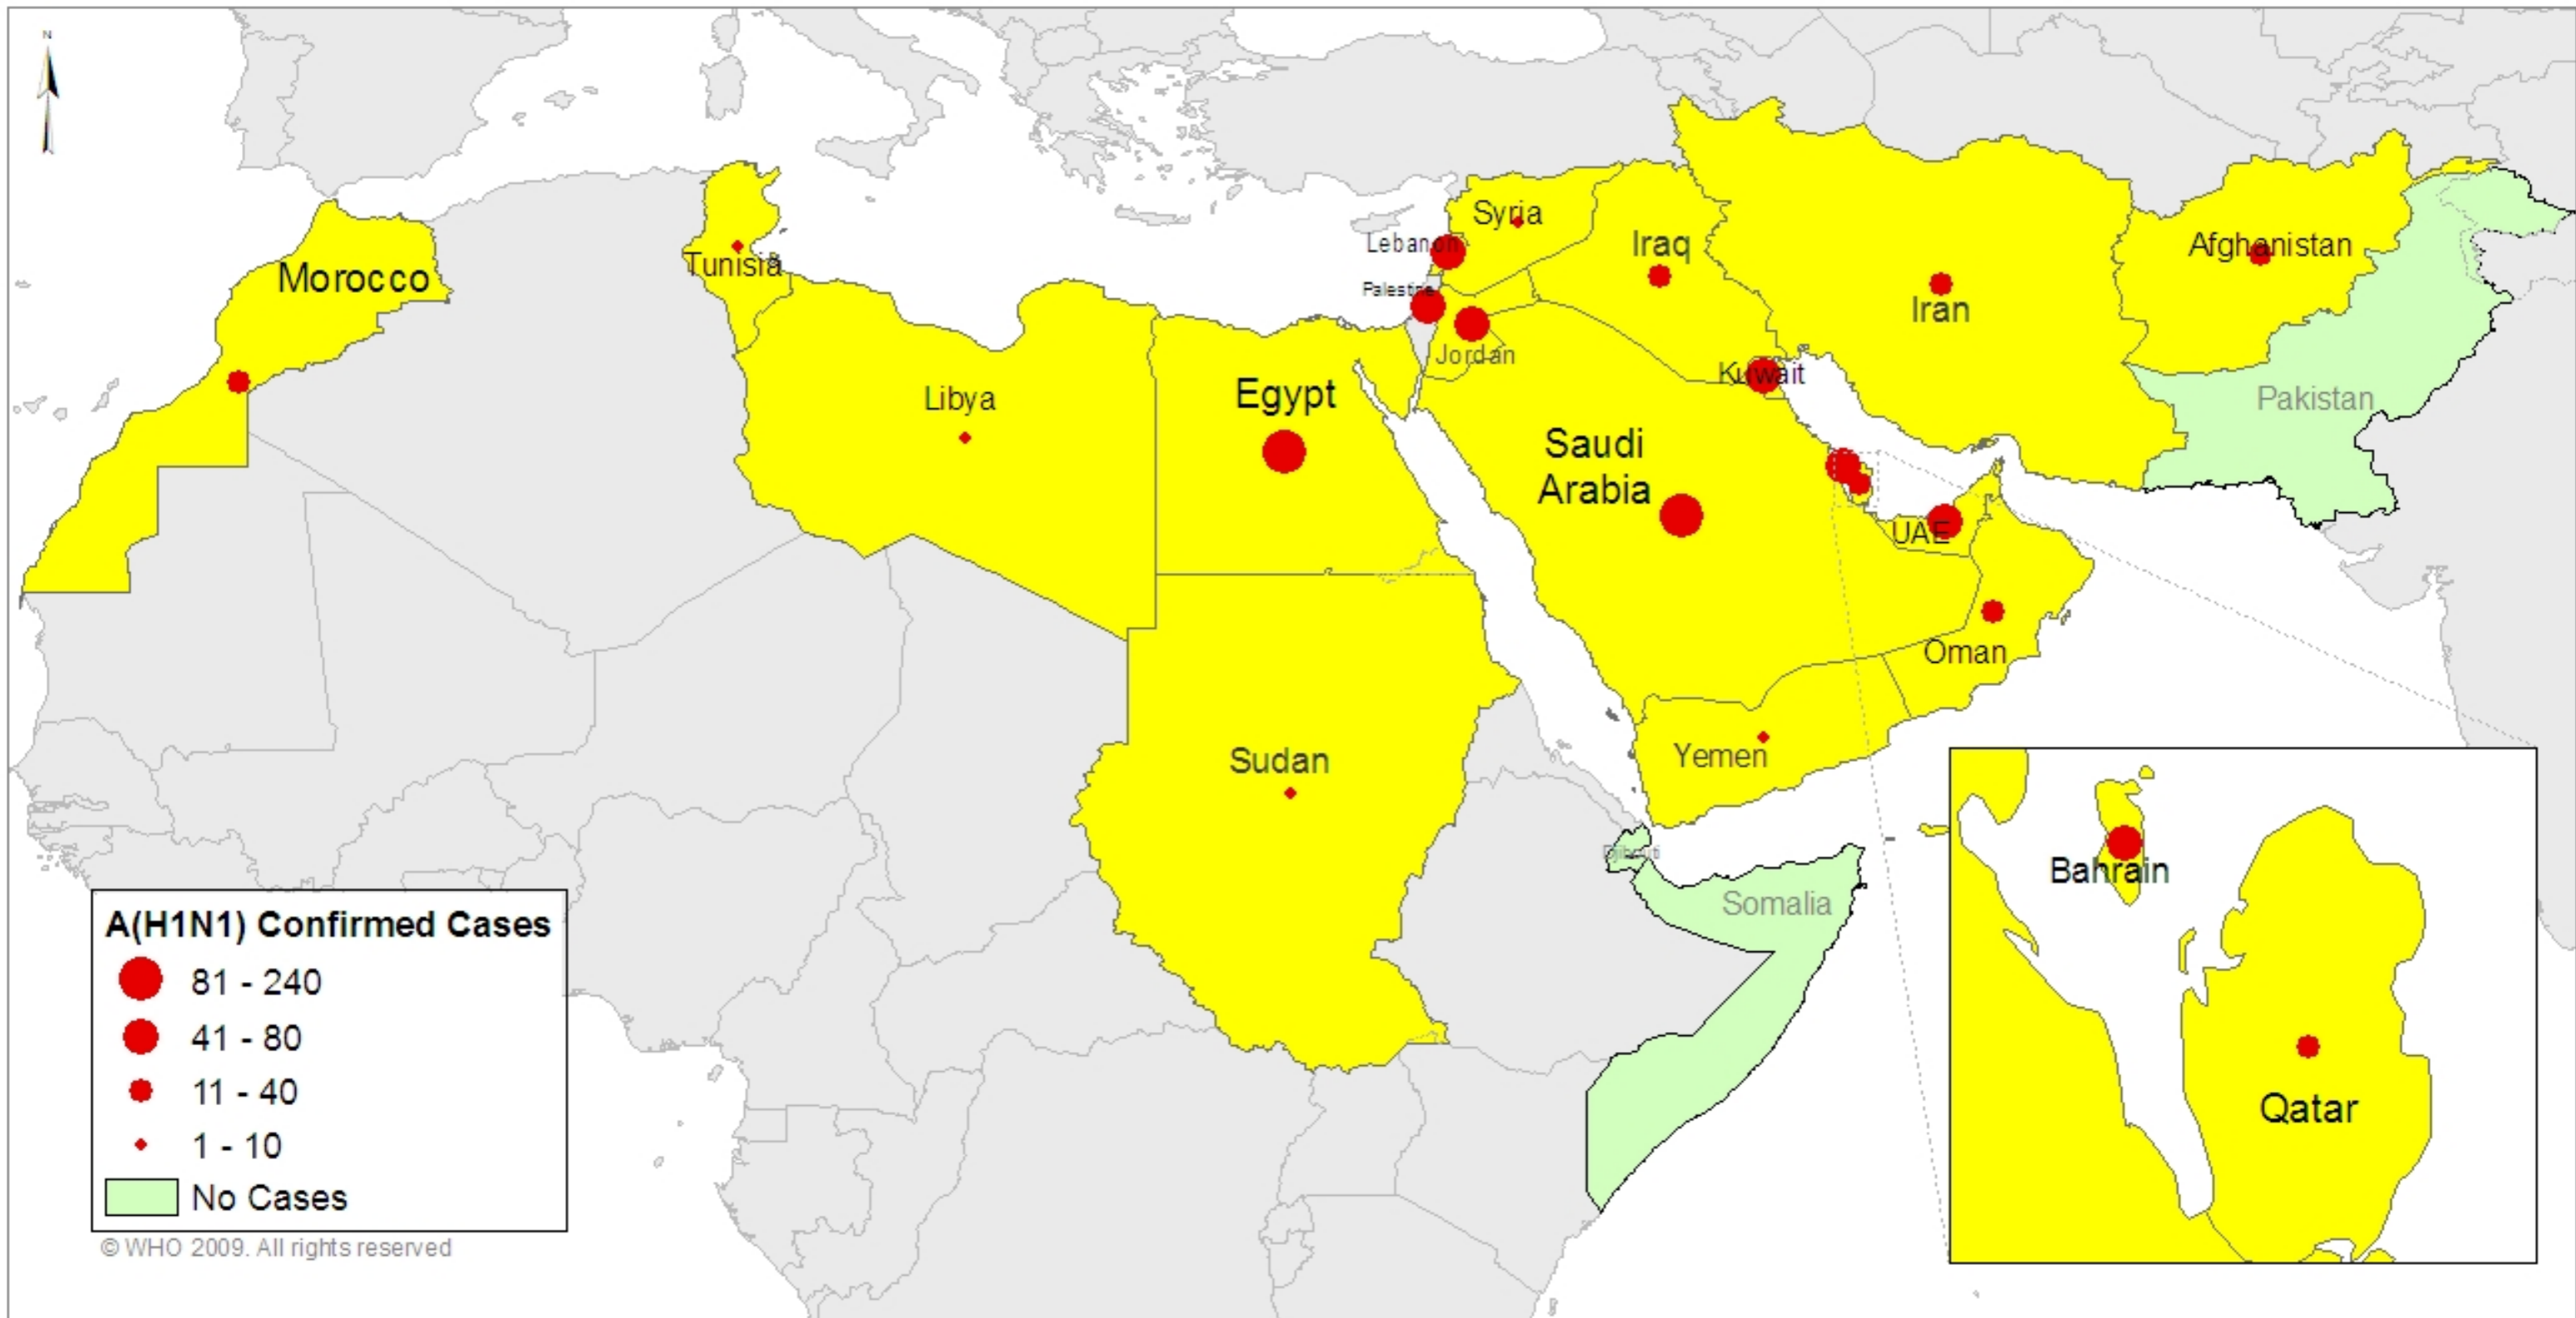 N
Syria
Lebanon
Iraq
Afghanistan
Tunisia
Morocco
Palestine
Iran
Jordan
Kuwait
Libya
Egypt
Pakistan
Saudi
Arabia
UAE
Oman
Yemen
Sudan
Djibouti
Somalia
Bahrain
Qatar
A(H1N1) Confirmed Cases
81 - 240
41 - 80
11 - 40
1 - 10
No Cases
© WHO 2009. All rights reserved